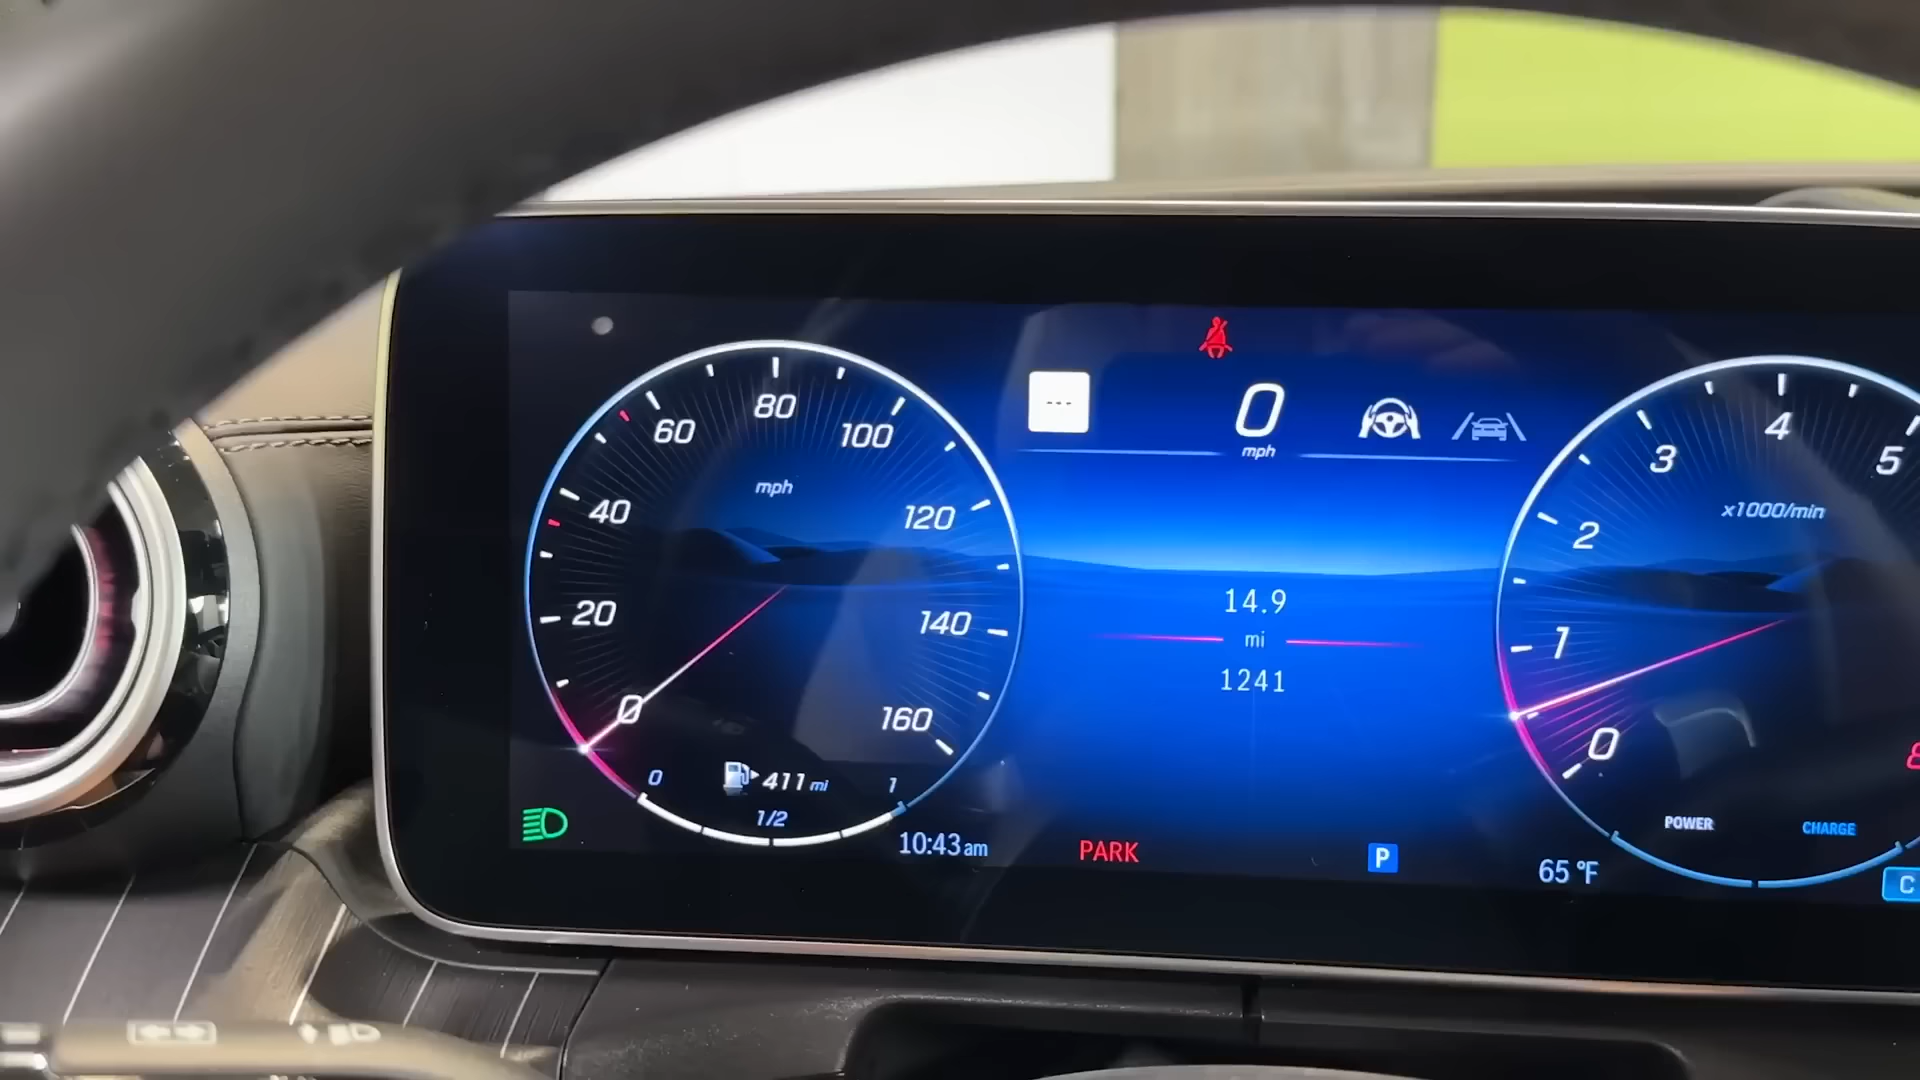 80
60
100
mph
40
120
20
140
0
160
0
411 mi
1
1/2
10:43 am
---
0
mph
14.9
mi
1241
PARK
P
4
3
5
x1000/min
2
1
0
POWER
CHARGE
65 °F
C